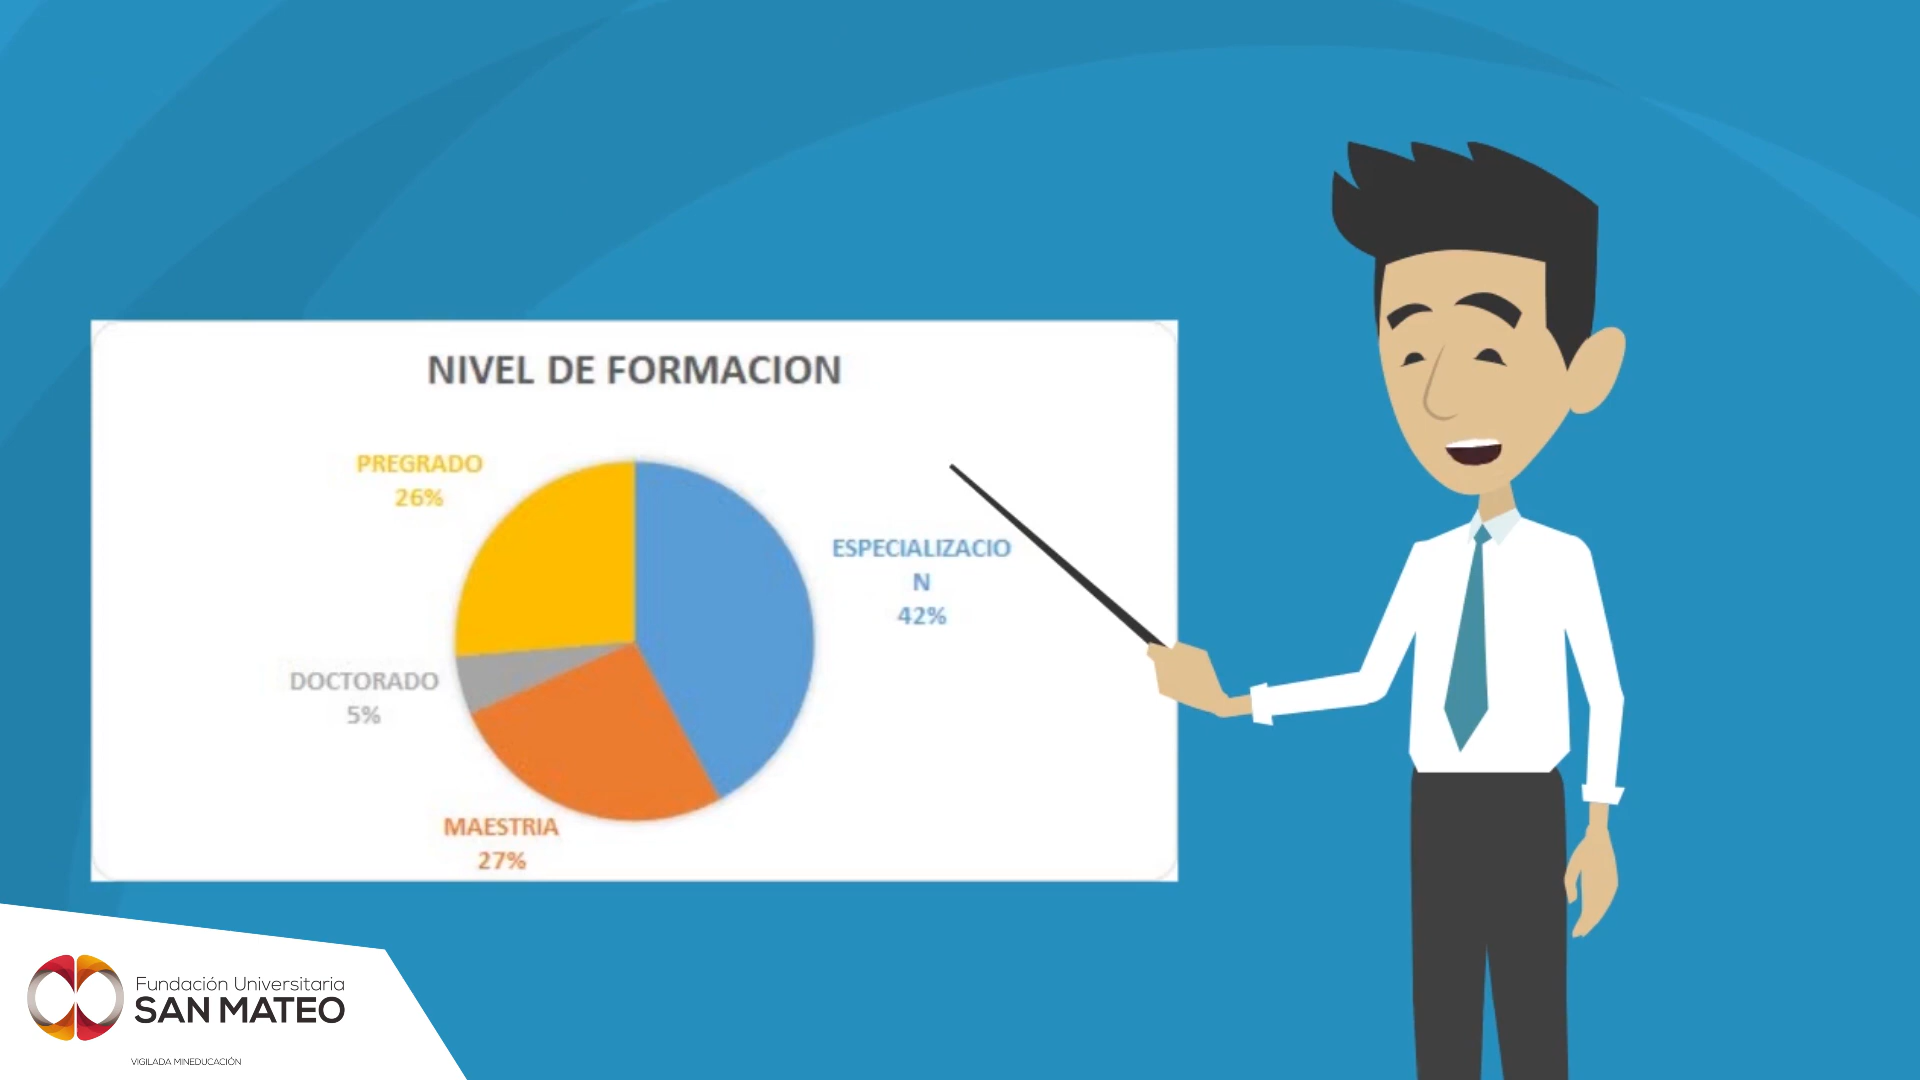 NIVEL DE FORMACION
PREGRADO
26%
ESPECIALIZACIO
N
42%
DOCTORADO
5%
MAESTRIA
27%
Fundación Universitaria
SAN MATEO
VIGILADA MINEDUCACIÓN